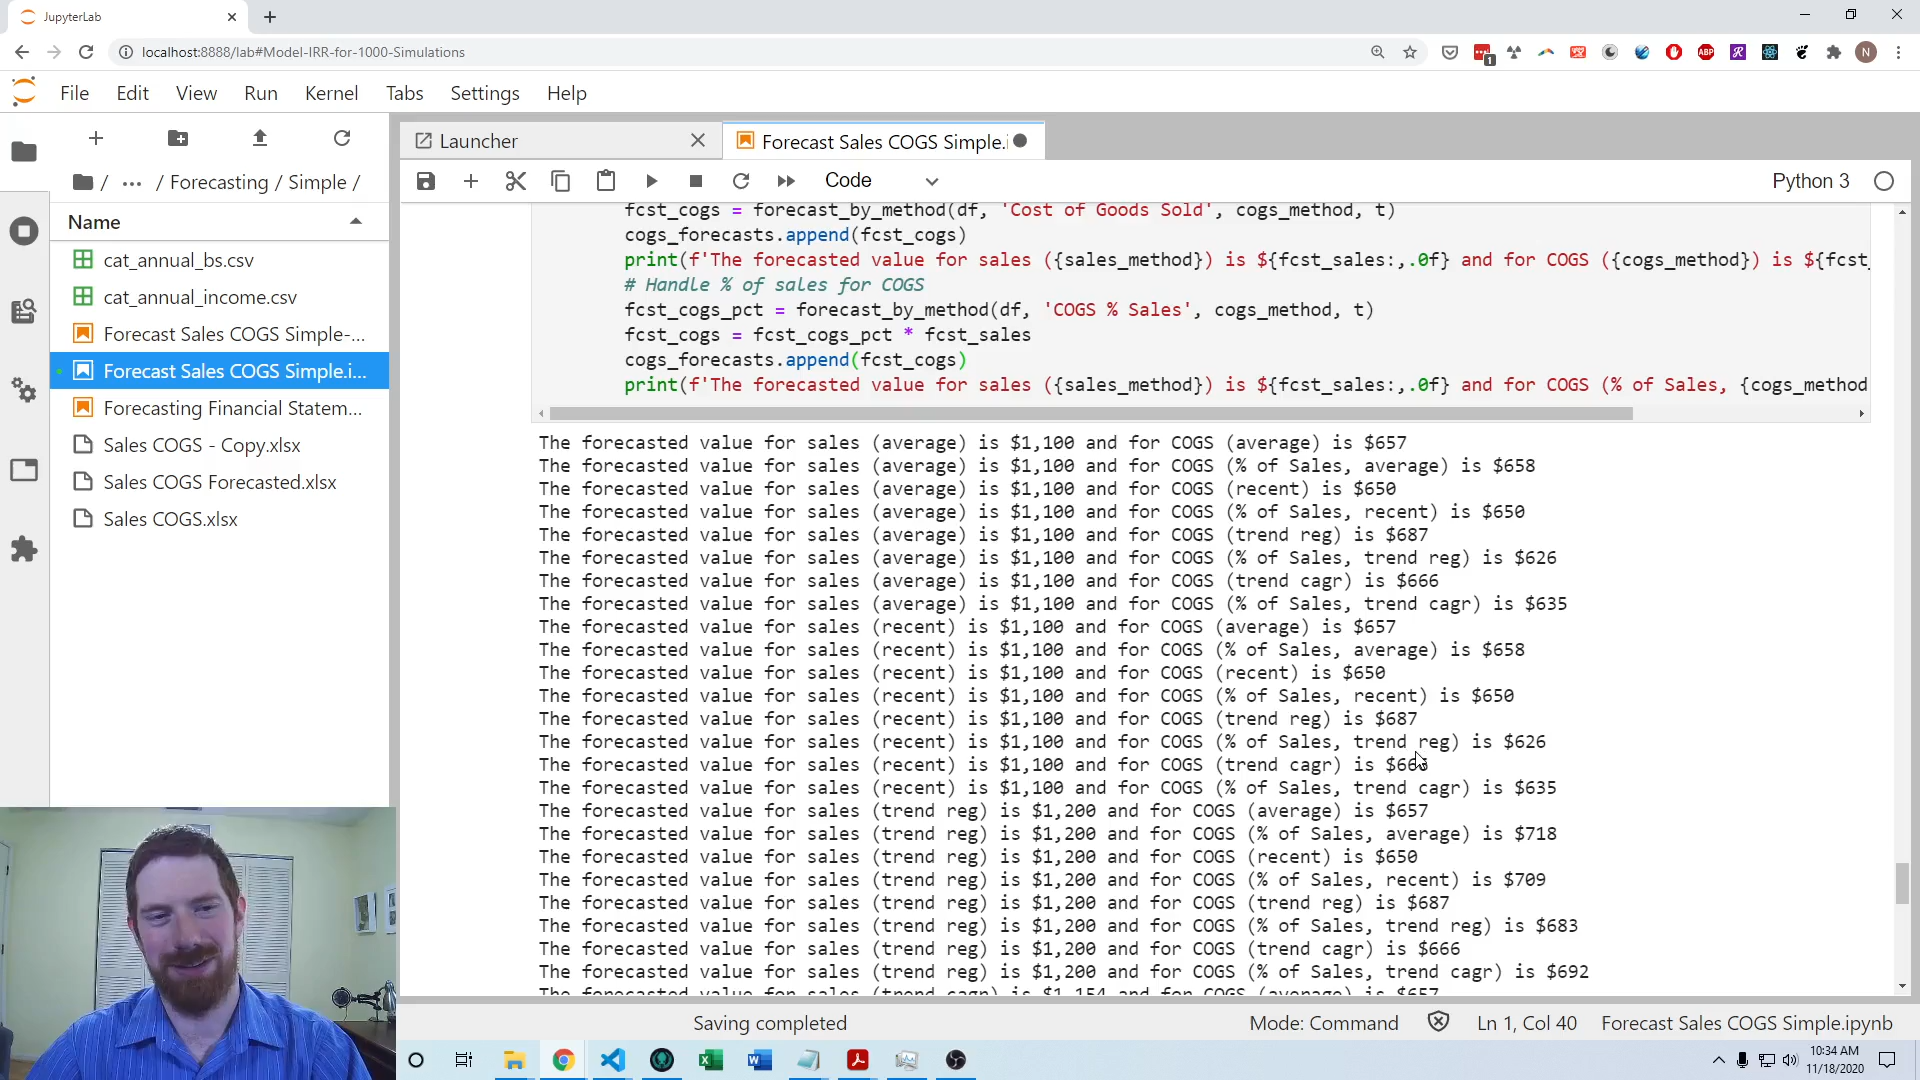 JupyterLab
localhost:8888/lab#Model-IRR-for-1000-Simulations
1
ABP
N
File Edit View Run Kernel Tabs Settings Help
Launcher
Forecast Sales COGS Simple.i
/ ... / Forecasting / Simple /
Code
Python 3
Name
cat_annual_bs.csv
cat_annual_income.csv
Forecast Sales COGS Simple-...
Forecast Sales COGS Simple.i...
Forecasting Financial Statem...
Sales COGS - Copy.xlsx
Sales COGS Forecasted.xlsx
Sales COGS.xlsx
fcst_cogs = forecast_by_method(df, 'Cost of Goods Sold', cogs_method, t)
cogs_forecasts.append(fcst_cogs)
print(f'The forecasted value for sales ({sales_method}) is ${fcst_sales:,.0f} and for COGS ({cogs_method}) is ${fcst_
# Handle % of sales for COGS
fcst_cogs_pct = forecast_by_method(df, 'COGS % Sales', cogs_method, t)
fcst_cogs = fcst_cogs_pct * fcst_sales
cogs_forecasts.append(fcst_cogs)
print(f'The forecasted value for sales ({sales_method}) is ${fcst_sales:,.0f} and for COGS (% of Sales, {cogs_method
The forecasted value for sales (average) is $1,100 and for COGS (average) is $657
The forecasted value for sales (average) is $1,100 and for COGS (% of Sales, average) is $658
The forecasted value for sales (average) is $1,100 and for COGS (recent) is $650
The forecasted value for sales (average) is $1,100 and for COGS (% of Sales, recent) is $650
The forecasted value for sales (average) is $1,100 and for COGS (trend reg) is $687
The forecasted value for sales (average) is $1,100 and for COGS (% of Sales, trend reg) is $626
The forecasted value for sales (average) is $1,100 and for COGS (trend cagr) is $666
The forecasted value for sales (average) is $1,100 and for COGS (% of Sales, trend cagr) is $635
The forecasted value for sales (recent) is $1,100 and for COGS (average) is $657
The forecasted value for sales (recent) is $1,100 and for COGS (% of Sales, average) is $658
The forecasted value for sales (recent) is $1,100 and for COGS (recent) is $650
The forecasted value for sales (recent) is $1,100 and for COGS (% of Sales, recent) is $650
The forecasted value for sales (recent) is $1,100 and for COGS (trend reg) is $687
The forecasted value for sales (recent) is $1,100 and for COGS (% of Sales, trend reg) is $626
The forecasted value for sales (recent) is $1,100 and for COGS (trend cagr) is $666
The forecasted value for sales (recent) is $1,100 and for COGS (% of Sales, trend cagr) is $635
The forecasted value for sales (trend reg) is $1,200 and for COGS (average) is $657
The forecasted value for sales (trend reg) is $1,200 and for COGS (% of Sales, average) is $718
The forecasted value for sales (trend reg) is $1,200 and for COGS (recent) is $650
The forecasted value for sales (trend reg) is $1,200 and for COGS (% of Sales, recent) is $709
The forecasted value for sales (trend reg) is $1,200 and for COGS (trend reg) is $687
The forecasted value for sales (trend reg) is $1,200 and for COGS (% of Sales, trend reg) is $683
The forecasted value for sales (trend reg) is $1,200 and for COGS (trend cagr) is $666
The forecasted value for sales (trend reg) is $1,200 and for COGS (% of Sales, trend cagr) is $692
The forecasted value for sales (trend cagr) is $1,154 and for COGS (average) is $657
Saving completed
Mode: Command
Ln 1, Col 40
Forecast Sales COGS Simple.ipynb
10:34 AM
11/18/2020